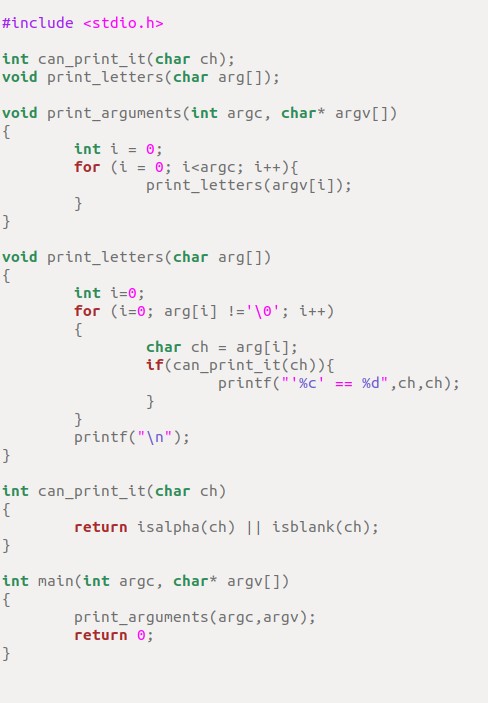 #include <stdio.h>

int can_print_it(char ch);
void print_letters(char arg[]);

void print_arguments(int argc, char* argv[])
{
        int i = 0;
        for (i = 0; i<argc; i++){
                print_letters(argv[i]);
        }
}

void print_letters(char arg[])
{
        int i=0;
        for (i=0; arg[i] !='\0'; i++)
        {
                char ch = arg[i];
                if(can_print_it(ch)){
                        printf("'%c' == %d",ch,ch);
                }
        }
        printf("\n");
}

int can_print_it(char ch)
{
        return isalpha(ch) || isblank(ch);
}

int main(int argc, char* argv[])
{
        print_arguments(argc,argv);
        return 0;
}